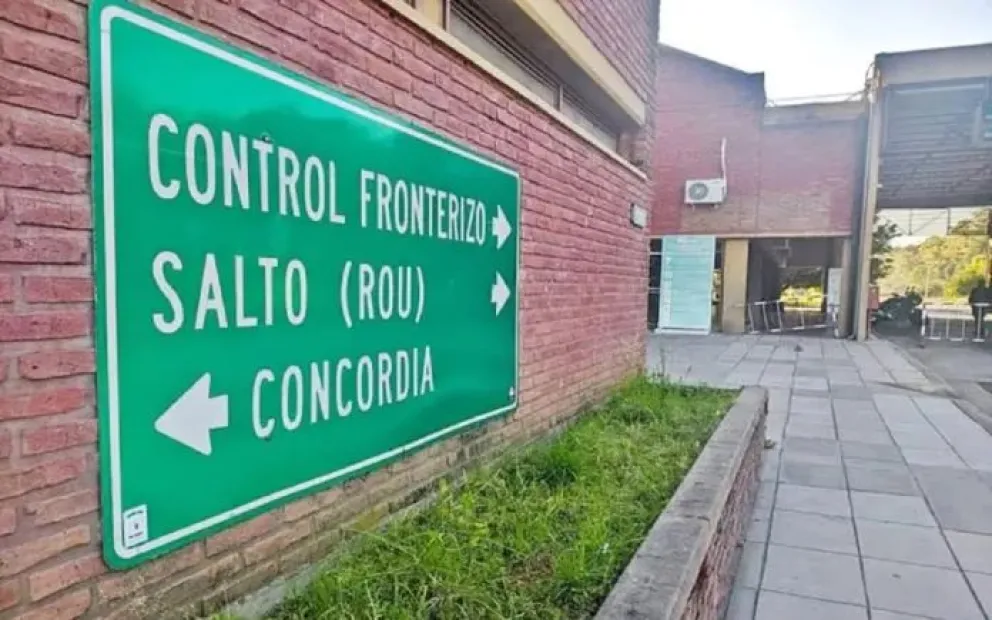 CONTROL FRONTERIZO
SALTO (ROU)
CONCORDIA